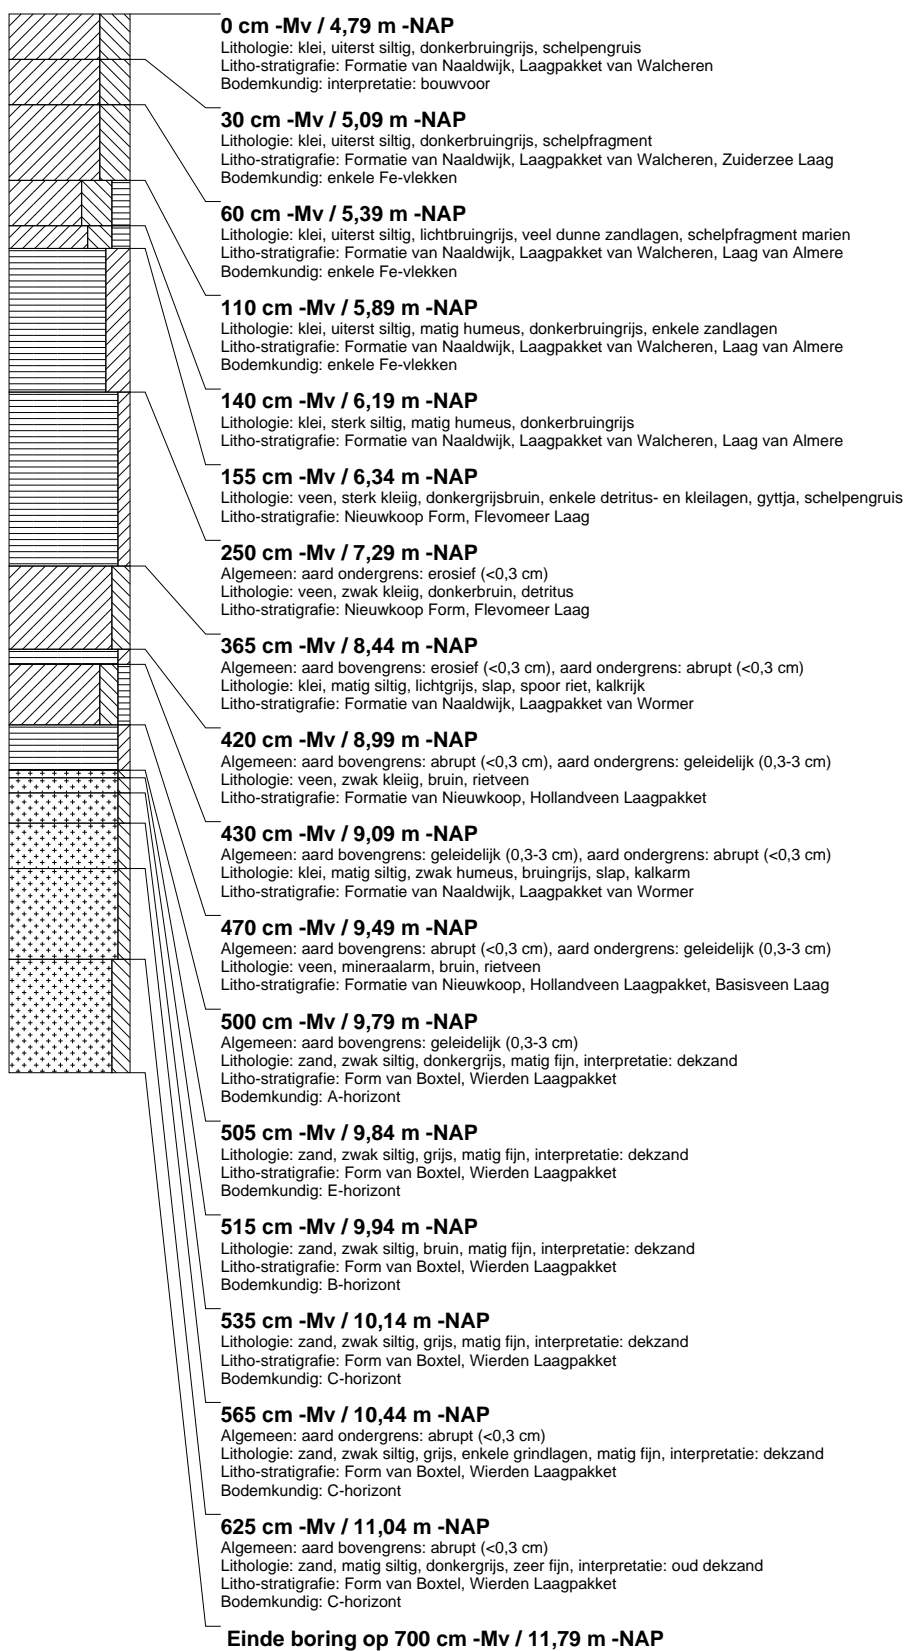 0 cm -Mv / 4,79 m -NAP
Lithologie: klei, uiterst siltig, donkerbruingrijs, schelpengruis
Litho-stratigrafie: Formatie van Naaldwijk, Laagpakket van Walcheren
Bodemkundig: interpretatie: bouwvoor
30 cm -Mv / 5,09 m -NAP
Lithologie: klei, uiterst siltig, donkerbruingrijs, schelpfragment
Litho-stratigrafie: Formatie van Naaldwijk, Laagpakket van Walcheren, Zuiderzee Laag
Bodemkundig: enkele Fe-vlekken
60 cm -Mv / 5,39 m -NAP
Lithologie: klei, uiterst siltig, lichtbruingrijs, veel dunne zandlagen, schelpfragment marien
Litho-stratigrafie: Formatie van Naaldwijk, Laagpakket van Walcheren, Laag van Almere
Bodemkundig: enkele Fe-vlekken
110 cm -Mv / 5,89 m -NAP
Lithologie: klei, uiterst siltig, matig humeus, donkerbruingrijs, enkele zandlagen
Litho-stratigrafie: Formatie van Naaldwijk, Laagpakket van Walcheren, Laag van Almere
Bodemkundig: enkele Fe-vlekken
140 cm -Mv / 6,19 m -NAP
Lithologie: klei, sterk siltig, matig humeus, donkerbruingrijs
Litho-stratigrafie: Formatie van Naaldwijk, Laagpakket van Walcheren, Laag van Almere
155 cm -Mv / 6,34 m -NAP
Lithologie: veen, sterk kleiig, donkergrijsbruin, enkele detritus- en kleilagen, gyttja, schelpengruis
Litho-stratigrafie: Nieuwkoop Form, Flevomeer Laag
250 cm -Mv / 7,29 m -NAP
Algemeen: aard ondergrens: erosief (<0,3 cm)
Lithologie: veen, zwak kleiig, donkerbruin, detritus
Litho-stratigrafie: Nieuwkoop Form, Flevomeer Laag
365 cm -Mv / 8,44 m -NAP
Algemeen: aard bovengrens: erosief (<0,3 cm), aard ondergrens: abrupt (<0,3 cm)
Lithologie: klei, matig siltig, lichtgrijs, slap, spoor riet, kalkrijk
Litho-stratigrafie: Formatie van Naaldwijk, Laagpakket van Wormer
420 cm -Mv / 8,99 m -NAP
Algemeen: aard bovengrens: abrupt (<0,3 cm), aard ondergrens: geleidelijk (0,3-3 cm)
Lithologie: veen, zwak kleiig, bruin, rietveen
Litho-stratigrafie: Formatie van Nieuwkoop, Hollandveen Laagpakket
430 cm -Mv / 9,09 m -NAP
Algemeen: aard bovengrens: geleidelijk (0,3-3 cm), aard ondergrens: abrupt (<0,3 cm)
Lithologie: klei, matig siltig, zwak humeus, bruingrijs, slap, kalkarm
Litho-stratigrafie: Formatie van Naaldwijk, Laagpakket van Wormer
470 cm -Mv / 9,49 m -NAP
Algemeen: aard bovengrens: abrupt (<0,3 cm), aard ondergrens: geleidelijk (0,3-3 cm)
Lithologie: veen, mineraalarm, bruin, rietveen
Litho-stratigrafie: Formatie van Nieuwkoop, Hollandveen Laagpakket, Basisveen Laag
500 cm -Mv / 9,79 m -NAP
Algemeen: aard bovengrens: geleidelijk (0,3-3 cm)
Lithologie: zand, zwak siltig, donkergrijs, matig fijn, interpretatie: dekzand
Litho-stratigrafie: Form van Boxtel, Wierden Laagpakket
Bodemkundig: A-horizont
505 cm -Mv / 9,84 m -NAP
Lithologie: zand, zwak siltig, grijs, matig fijn, interpretatie: dekzand
Litho-stratigrafie: Form van Boxtel, Wierden Laagpakket
Bodemkundig: E-horizont
515 cm -Mv / 9,94 m -NAP
Lithologie: zand, zwak siltig, bruin, matig fijn, interpretatie: dekzand
Litho-stratigrafie: Form van Boxtel, Wierden Laagpakket
Bodemkundig: B-horizont
535 cm -Mv / 10,14 m -NAP
Lithologie: zand, zwak siltig, grijs, matig fijn, interpretatie: dekzand
Litho-stratigrafie: Form van Boxtel, Wierden Laagpakket
Bodemkundig: C-horizont
565 cm -Mv / 10,44 m -NAP
Algemeen: aard ondergrens: abrupt (<0,3 cm)
Lithologie: zand, zwak siltig, grijs, enkele grindlagen, matig fijn, interpretatie: dekzand
Litho-stratigrafie: Form van Boxtel, Wierden Laagpakket
Bodemkundig: C-horizont
625 cm -Mv / 11,04 m -NAP
Algemeen: aard bovengrens: abrupt (<0,3 cm)
Lithologie: zand, matig siltig, donkergrijs, zeer fijn, interpretatie: oud dekzand
Litho-stratigrafie: Form van Boxtel, Wierden Laagpakket
Bodemkundig: C-horizont
Einde boring op 700 cm -Mv / 11,79 m -NAP